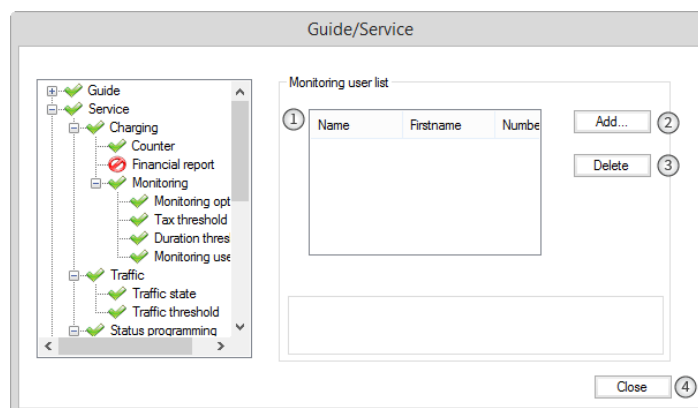 Guide/Service
Guide
Service
Charging
Counter
Financial report
Monitoring
Monitoring opt
Tax threshold
Duration thres
Monitoring use
Traffic
Traffic state
Traffic threshold
Status programming
Monitoring user list
1
Name Firstname Numbe
Add... 2
Delete 3
Close 4